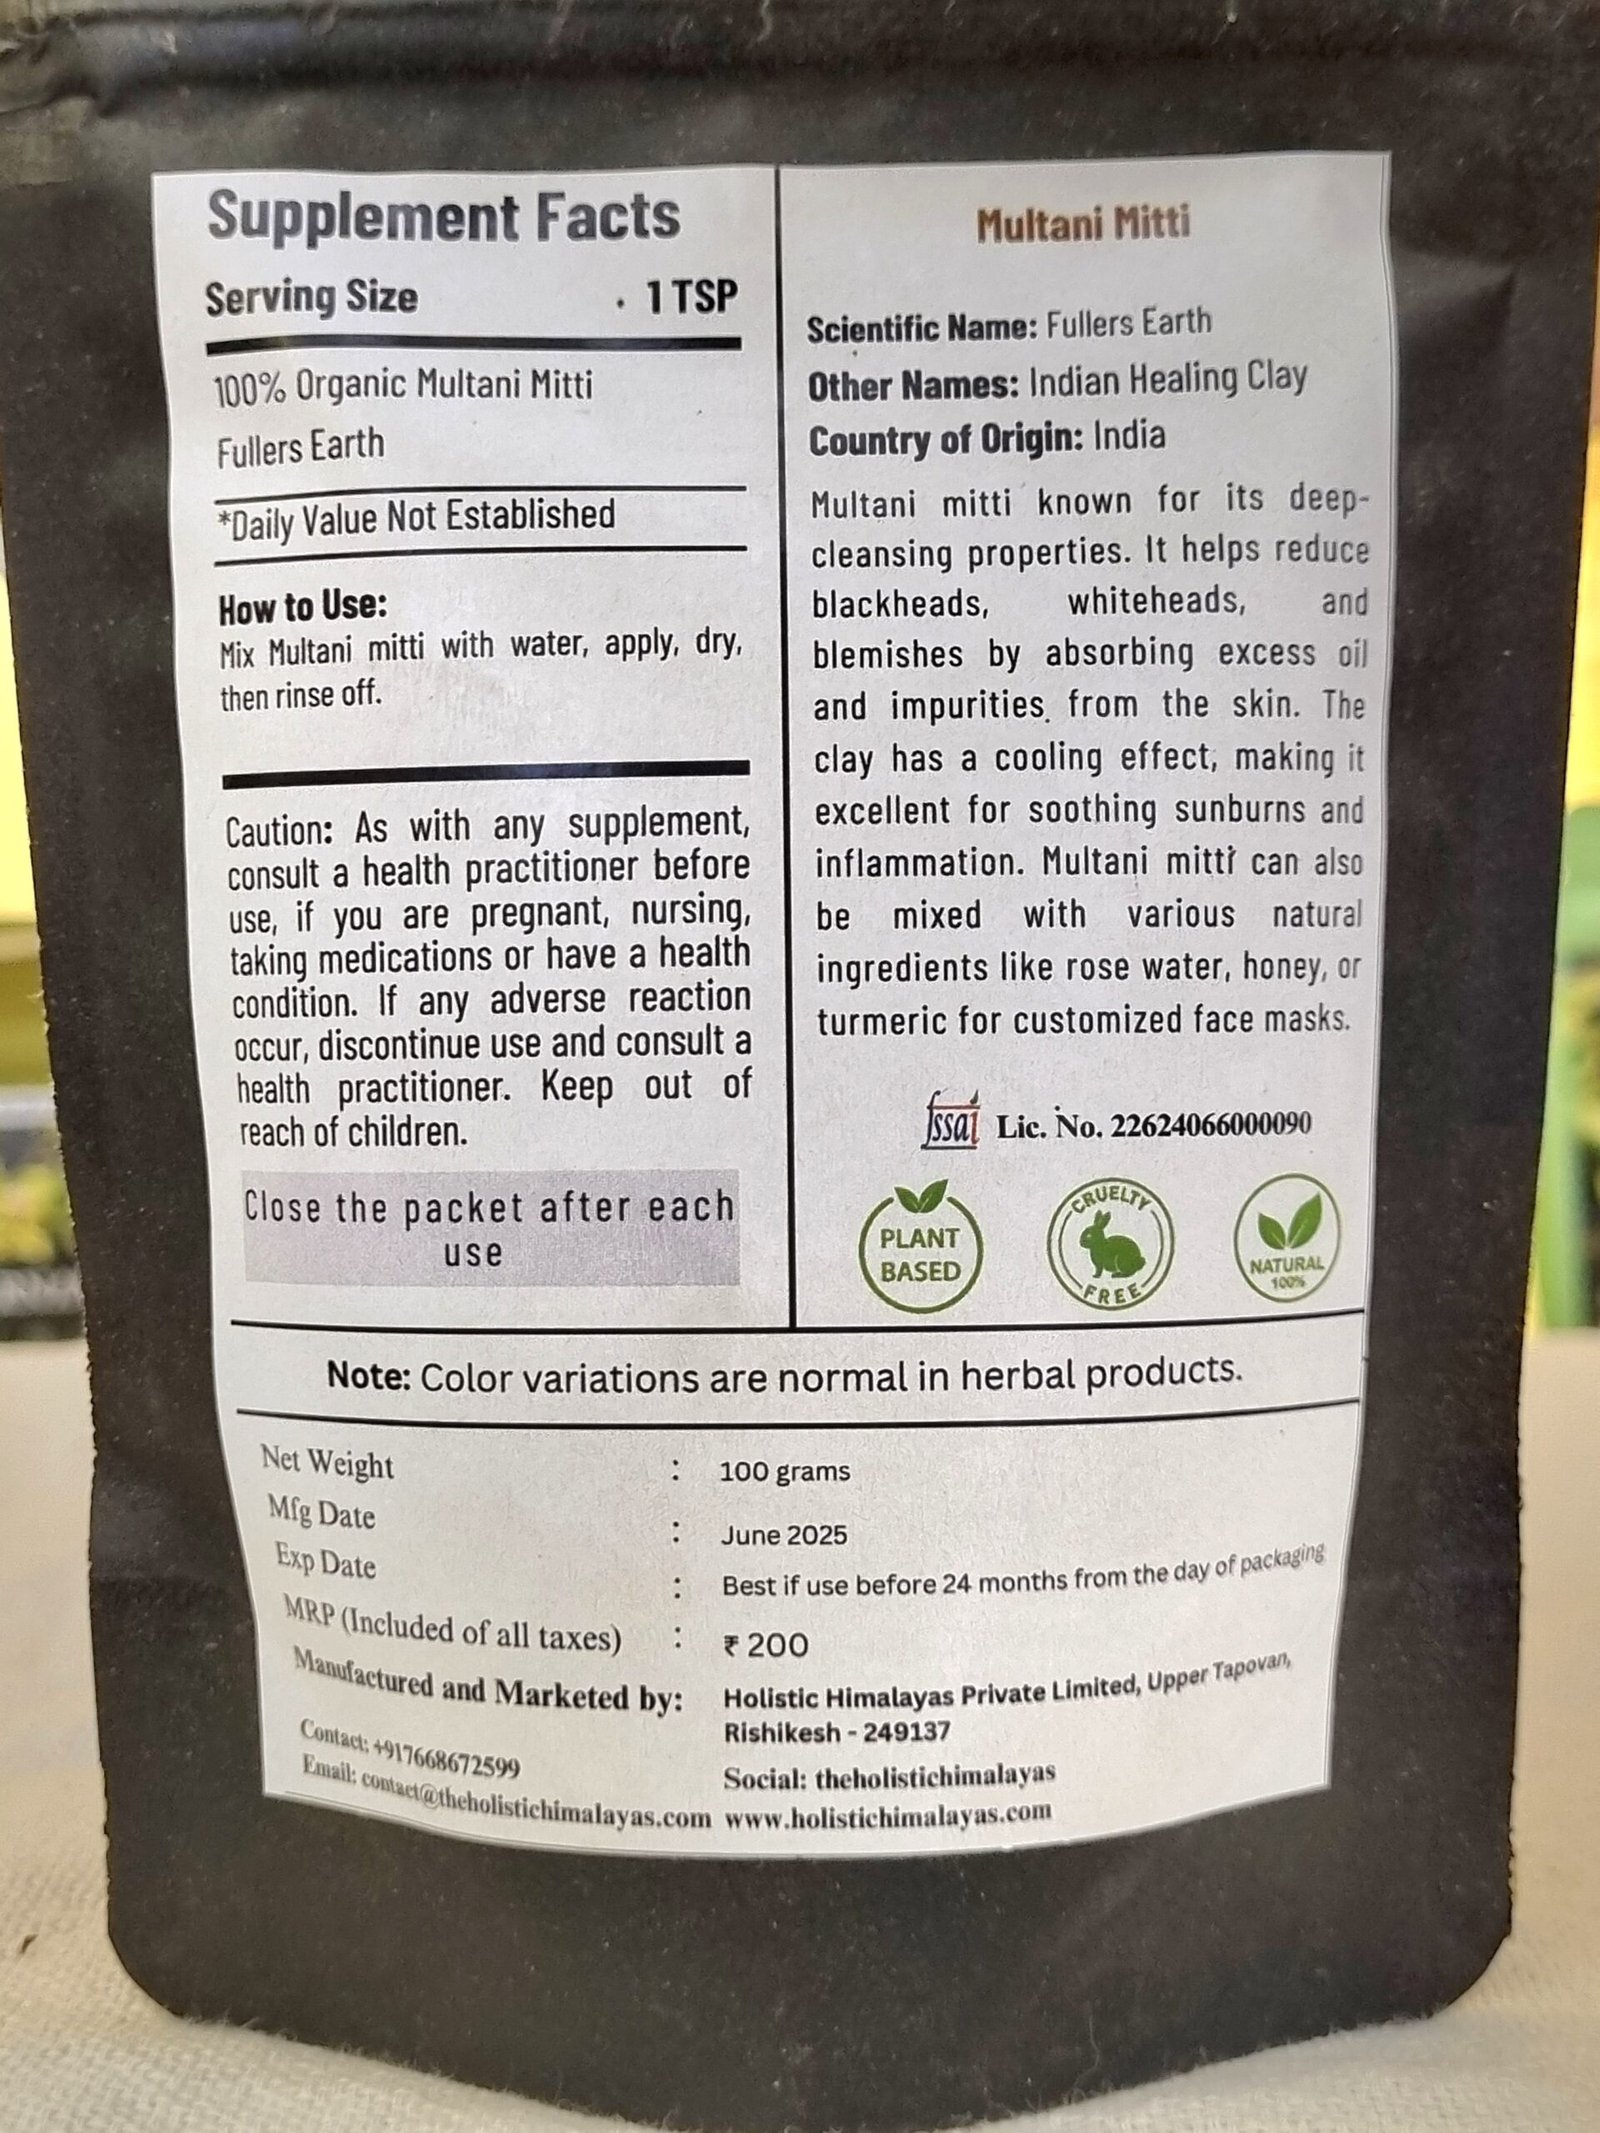 Supplement Facts
Serving Size · 1 TSP
100% Organic Multani Mitti
Fullers Earth
*Daily Value Not Established
How to Use:
Mix Multani mitti with water, apply, dry,
then rinse off.
Caution: As with any supplement,
consult a health practitioner before
use, if you are pregnant, nursing,
taking medications or have a health
condition. If any adverse reaction
occur, discontinue use and consult a
health practitioner. Keep out of
reach of children.
Close the packet after each
use
Multani Mitti
Scientific Name: Fullers Earth
Other Names: Indian Healing Clay
Country of Origin: India
Multani mitti known for its deep-
cleansing properties. It helps reduce
blackheads, whiteheads, and
blemishes by absorbing excess oil
and impurities from the skin. The
clay has a cooling effect, making it
excellent for soothing sunburns and
inflammation. Multani mitti can also
be mixed with various natural
ingredients like rose water, honey, or
turmeric for customized face masks.
fssai Lic. No. 22624066000090
PLANT
BASED
CRUELTY
FREE
NATURAL
100%
Note: Color variations are normal in herbal products.
Net Weight : 100 grams
Mfg Date : June 2025
Exp Date : Best if use before 24 months from the day of packaging
MRP (Included of all taxes) : ₹ 200
Manufactured and Marketed by: Holistic Himalayas Private Limited, Upper Tapovan,
Rishikesh - 249137
Contact: +917668672599
Social: theholistichimalayas
Email: contact@theholistichimalayas.com www.holistichimalayas.com